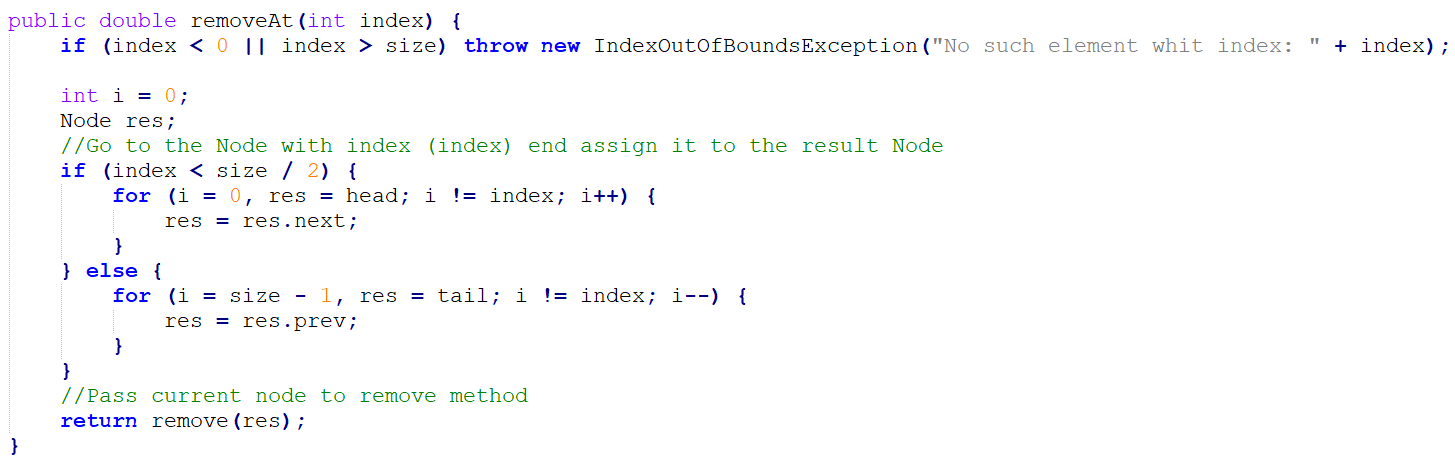 public double removeAt(int index) {
    if (index < 0 || index > size) throw new IndexOutOfBoundsException("No such element whit index: " + index);

    int i = 0;
    Node res;
    //Go to the Node with index (index) end assign it to the result Node
    if (index < size / 2) {
        for (i = 0, res = head; i != index; i++) {
            res = res.next;
        }
    } else {
        for (i = size - 1, res = tail; i != index; i--) {
            res = res.prev;
        }
    }
    //Pass current node to remove method
    return remove(res);
}